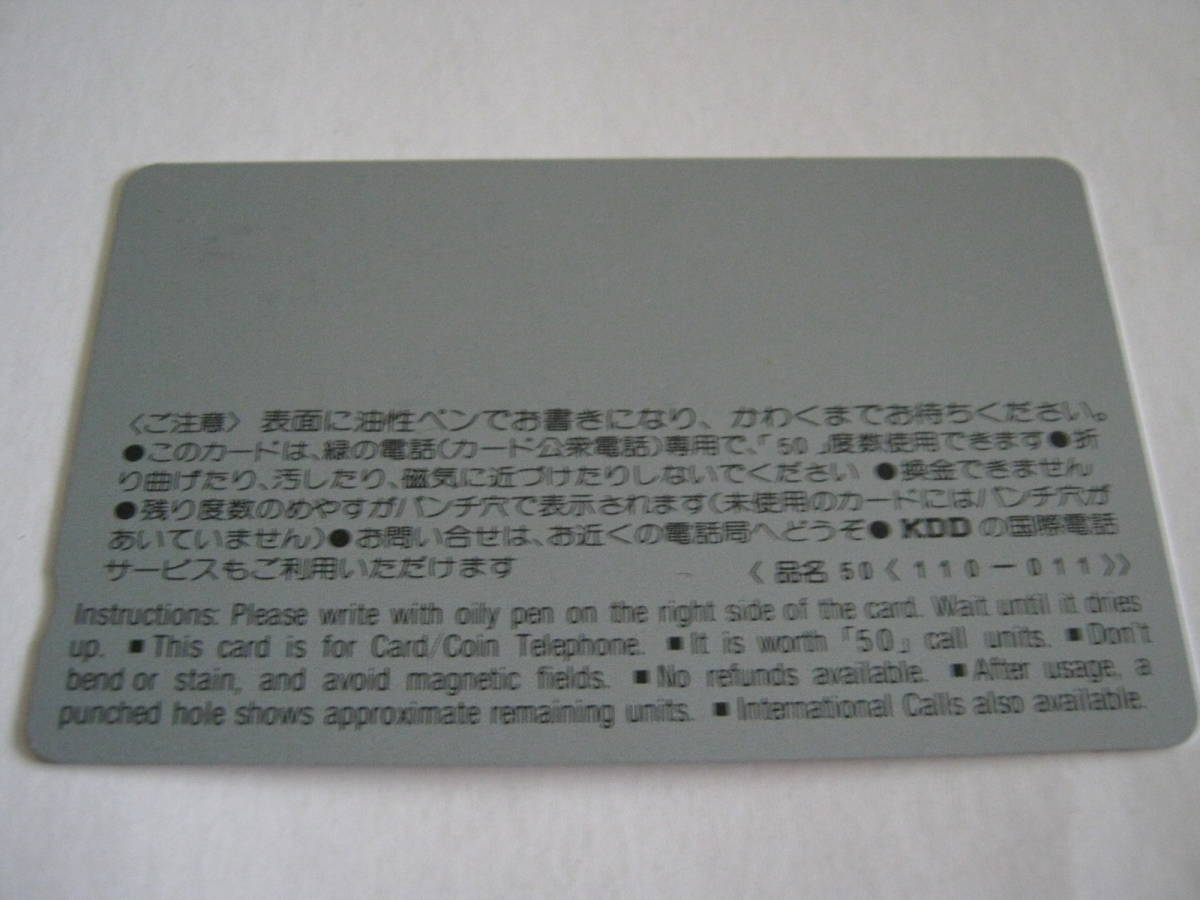 〈ご注意〉表面に油性ペンでお書きになり、かわくまでお待ちください。
●このカードは、緑の電話(カード公衆電話)専用で、「50」度数使用できます●折
り曲げたり、汚したり、磁気に近づけたりしないでください ●換金できません
●残り度数のめやすがパンチ穴で表示されます(未使用のカードにはパンチ穴が
あいていません)●お問い合せは、お近くの電話局へどうぞ● KDD の国際電話
サービスもご利用いただけます 《 品名 50〈110-011〉》
Instructions: Please write with oily pen on the right side of the card. Wait until it dries
up. ■This card is for Card/Coin Telephone. ■It is worth「50」call units. ■Don't
bend or stain, and avoid magnetic fields. ■No refunds available. ■After usage, a
punched hole shows approximate remaining units. ■International Calls also available.